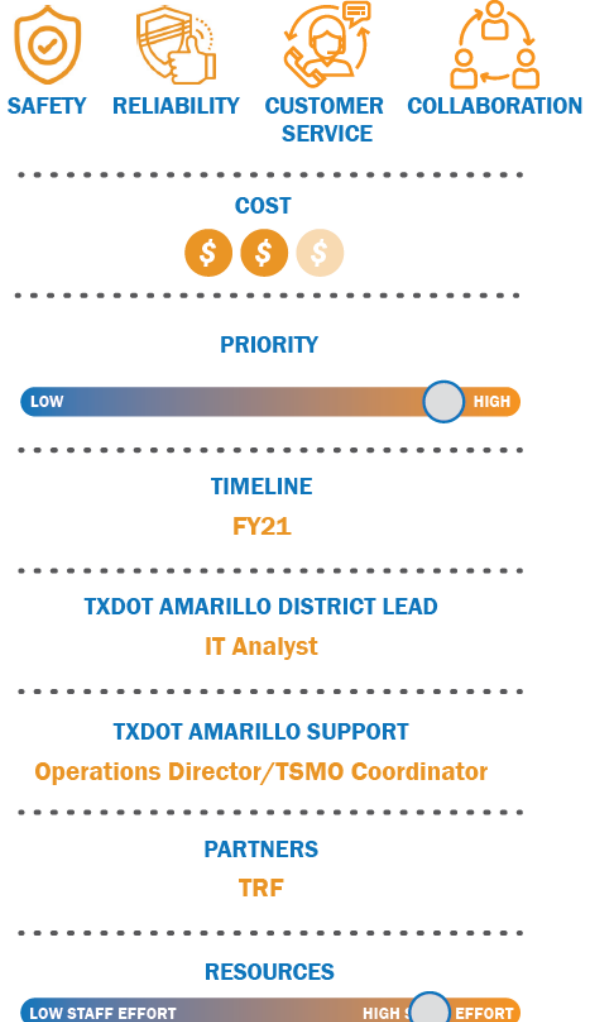 SAFETY RELIABILITY CUSTOMER SERVICE COLLABORATION
COST
$ $ $
PRIORITY
LOW HIGH
TIMELINE
FY21
TXDOT AMARILLO DISTRICT LEAD
IT Analyst
TXDOT AMARILLO SUPPORT
Operations Director/TSMO Coordinator
PARTNERS
TRF
RESOURCES
LOW STAFF EFFORT HIGH EFFORT